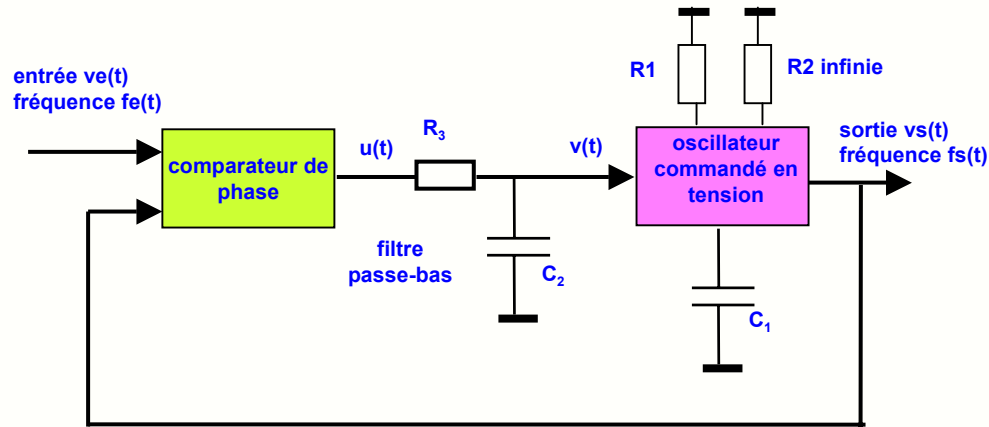 entrée ve(t)
fréquence fe(t)
comparateur de
phase
u(t)
R3
filtre
passe-bas
C2
v(t)
R1
R2 infinie
oscillateur
commandé en
tension
C1
sortie vs(t)
fréquence fs(t)